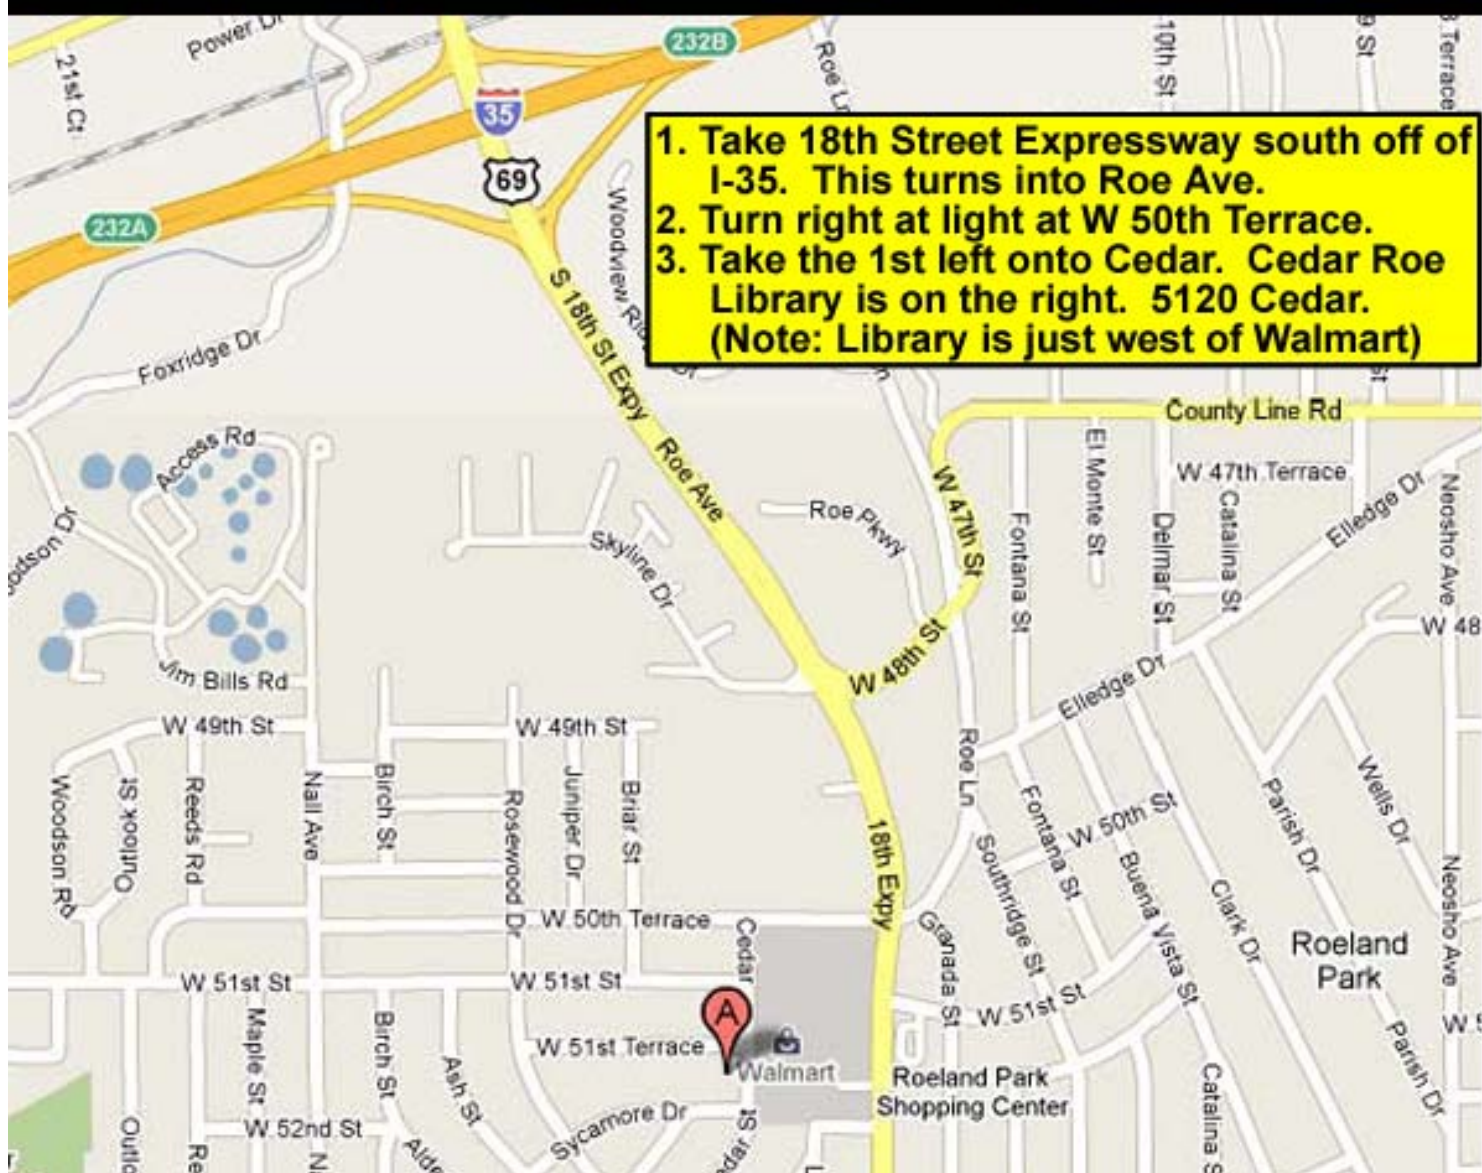 Power Dr
232B
Roe Ln
10th St
9 St
Terrace
21st Ct
35
69
232A
1. Take 18th Street Expressway south off of
I-35. This turns into Roe Ave.
2. Turn right at light at W 50th Terrace.
3. Take the 1st left onto Cedar. Cedar Roe
Library is on the right. 5120 Cedar.
(Note: Library is just west of Walmart)
Woodview
S 18th St Expy
Foxridge Dr
St
County Line Rd
Access Rd
Roe Ave
El Monte St
W 47th Terrace
Catalina St
Elledge Dr
Neosho Ave
W 47th St
Roe Pkwy
Fontana St
Delmar St
Skyline Dr
W 48th St
W 48
Jim Bills Rd
Elledge Dr
W 49th St
W 49th St
Roe Ln
Woodson Rd
Outlook St
Reeds Rd
Nall Ave
Birch St
Rosewood Dr
Juniper Dr
Briar St
18th Expy
Southridge St
Fontana St
W 50th St
Buena Vista St
Clark Dr
Parish Dr
Wells Dr
Neosho Ave
W 50th Terrace
Cedar
Granada St
Roeland
Park
W 51st St
W 51st St
W 51st St
A
Maple St
Birch St
Ash St
W 51st Terrace
Walmart
Roeland Park
Shopping Center
Parish Dr
Catalina S
W 52nd St
Sycamore Dr
St